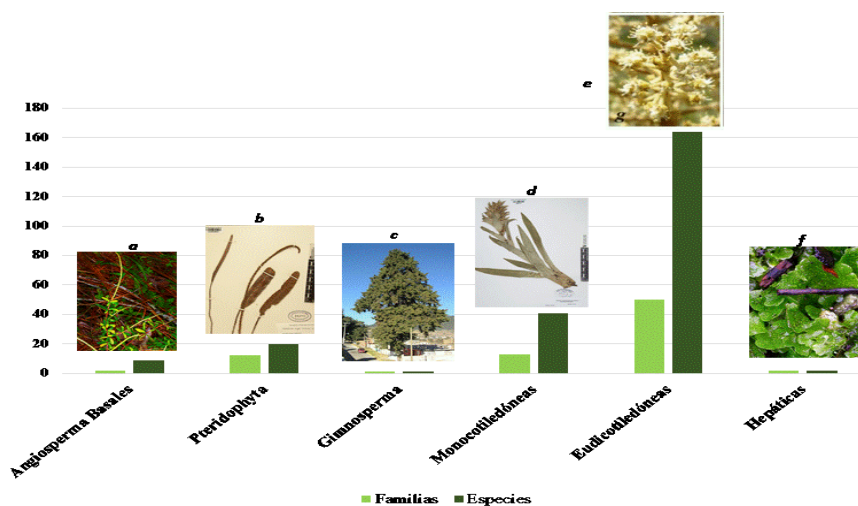 e
g
180
160
140
120
100
80
60
40
20
0
a
b
c
d
f
Angiosperma Basales
Pteridophyta
Gimnosperma
Monocotiledóneas
Eudicotiledóneas
Hepáticas
Familias
Especies